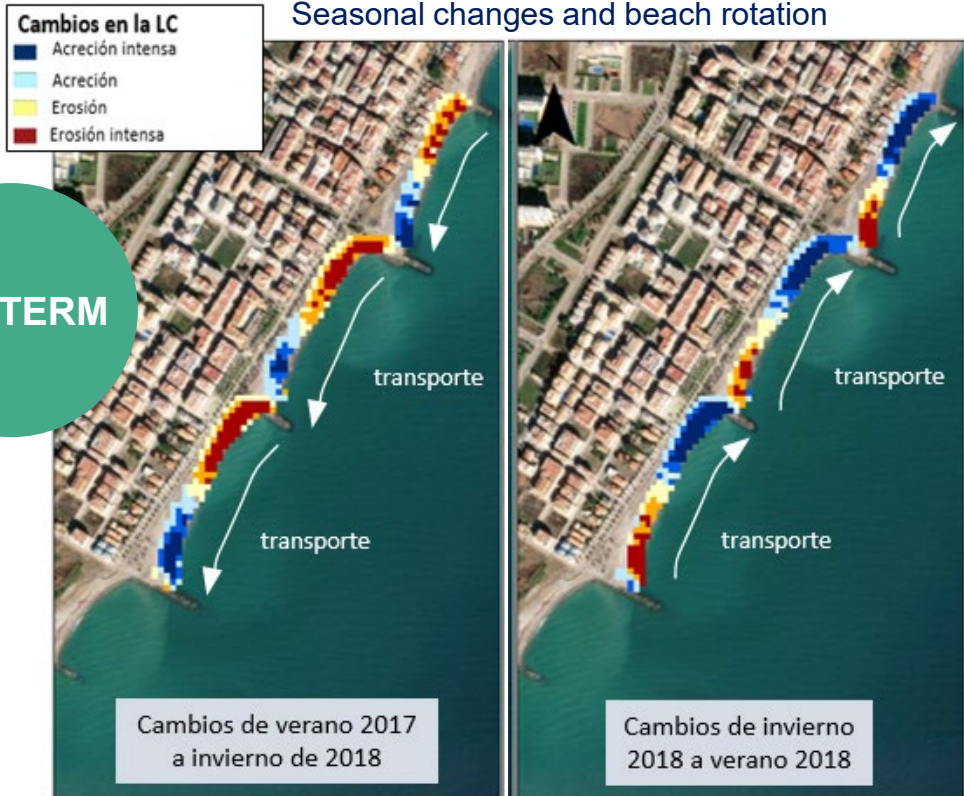 Seasonal changes and beach rotation
Cambios en la LC
Acreción intensa
Acreción
Erosión
Erosión intensa
TERM
transporte
transporte
transporte
transporte
Cambios de verano 2017
a invierno de 2018
Cambios de invierno
2018 a verano 2018